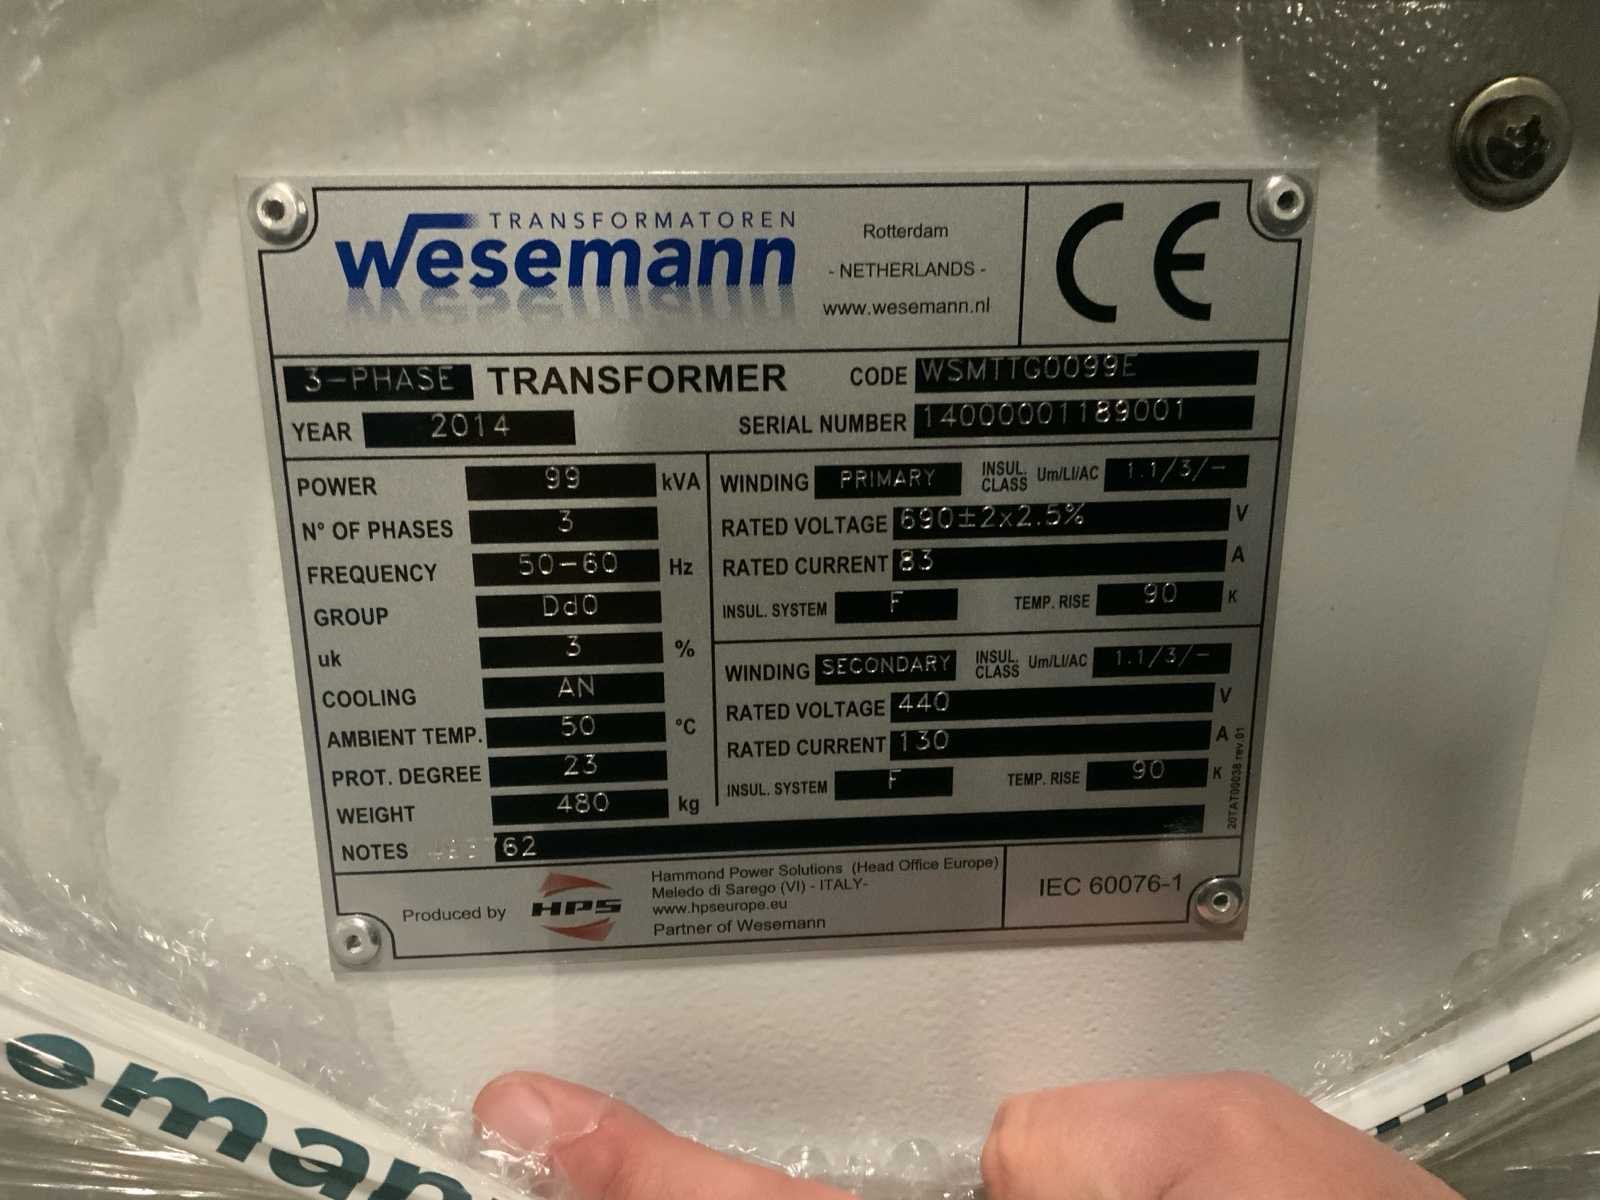 TRANSFORMATOREN
Wesemann
Rotterdam
- NETHERLANDS -
www.wesemann.nl
CE
3-PHASE TRANSFORMER
CODE WSMTTG0099E
YEAR 2014
SERIAL NUMBER 14000001189001
POWER 99 kVA
N° OF PHASES 3
FREQUENCY 50-60 Hz
GROUP Dd0
uk 3 %
COOLING AN
AMBIENT TEMP. 50 °C
PROT. DEGREE 23
WEIGHT 480 kg
WINDING PRIMARY INSUL. CLASS Um/LI/AC 1.1/3/-
RATED VOLTAGE 690±2x2.5% V
RATED CURRENT 83 A
INSUL. SYSTEM F TEMP. RISE 90 K
WINDING SECONDARY INSUL. CLASS Um/LI/AC 1.1/3/-
RATED VOLTAGE 440 V
RATED CURRENT 130 A
INSUL. SYSTEM F TEMP. RISE 90 K
20TAT00038 rev.01
NOTES
Produced by HPS
Hammond Power Solutions (Head Office Europe)
Meledo di Sarego (VI) - ITALY-
www.hpseurope.eu
Partner of Wesemann
IEC 60076-1